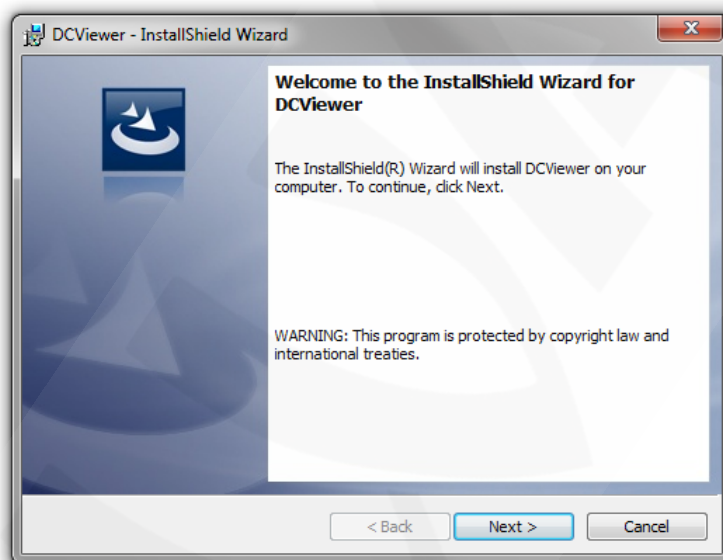 DCViewer - InstallShield Wizard
Welcome to the InstallShield Wizard for
DCViewer
The InstallShield(R) Wizard will install DCViewer on your
computer. To continue, click Next.
WARNING: This program is protected by copyright law and
international treaties.
< Back
Next >
Cancel